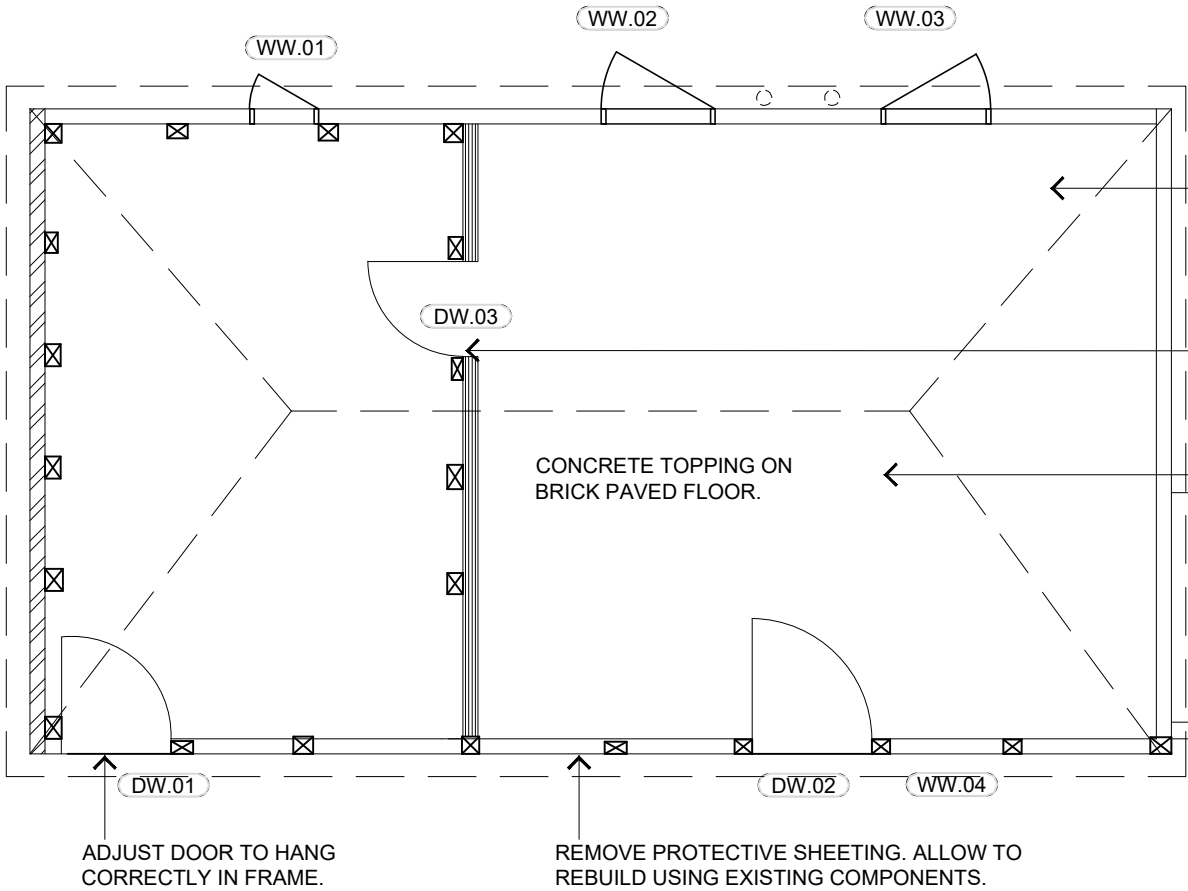 WW.02
WW.03
WW.01
DW.03
CONCRETE TOPPING ON
BRICK PAVED FLOOR.
DW.01
DW.02
WW.04
ADJUST DOOR TO HANG
CORRECTLY IN FRAME.
REMOVE PROTECTIVE SHEETING. ALLOW TO
REBUILD USING EXISTING COMPONENTS.